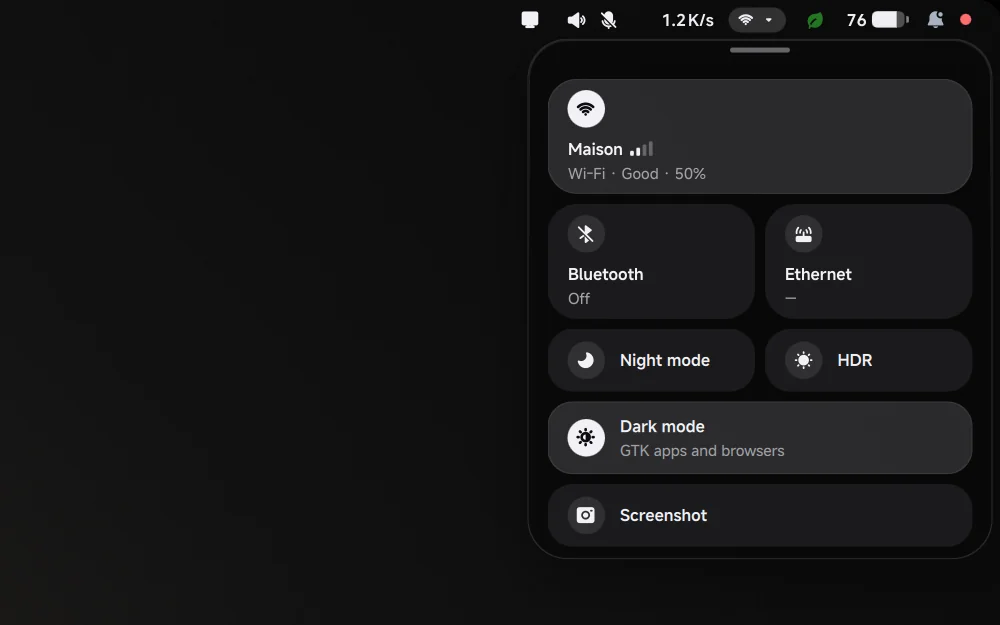 1.2 K/s
76
Maison
Wi-Fi · Good · 50%
Bluetooth
Off
Ethernet
—
Night mode
HDR
Dark mode
GTK apps and browsers
Screenshot